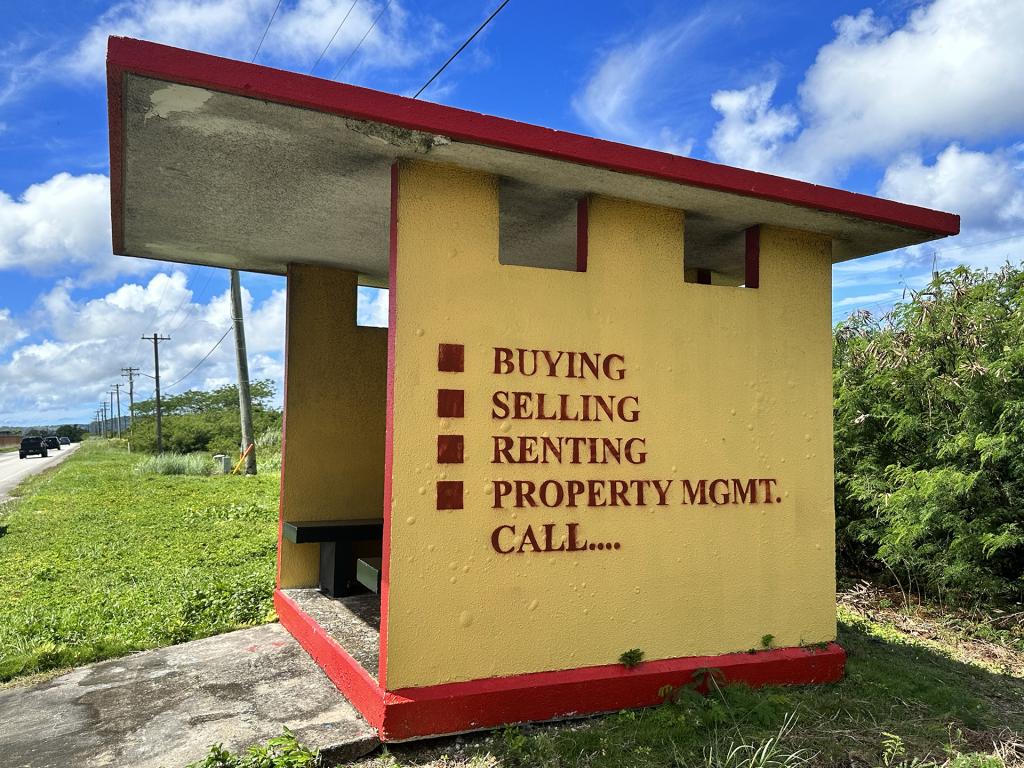 BUYING
SELLING
RENTING
PROPERTY MGMT.
CALL....